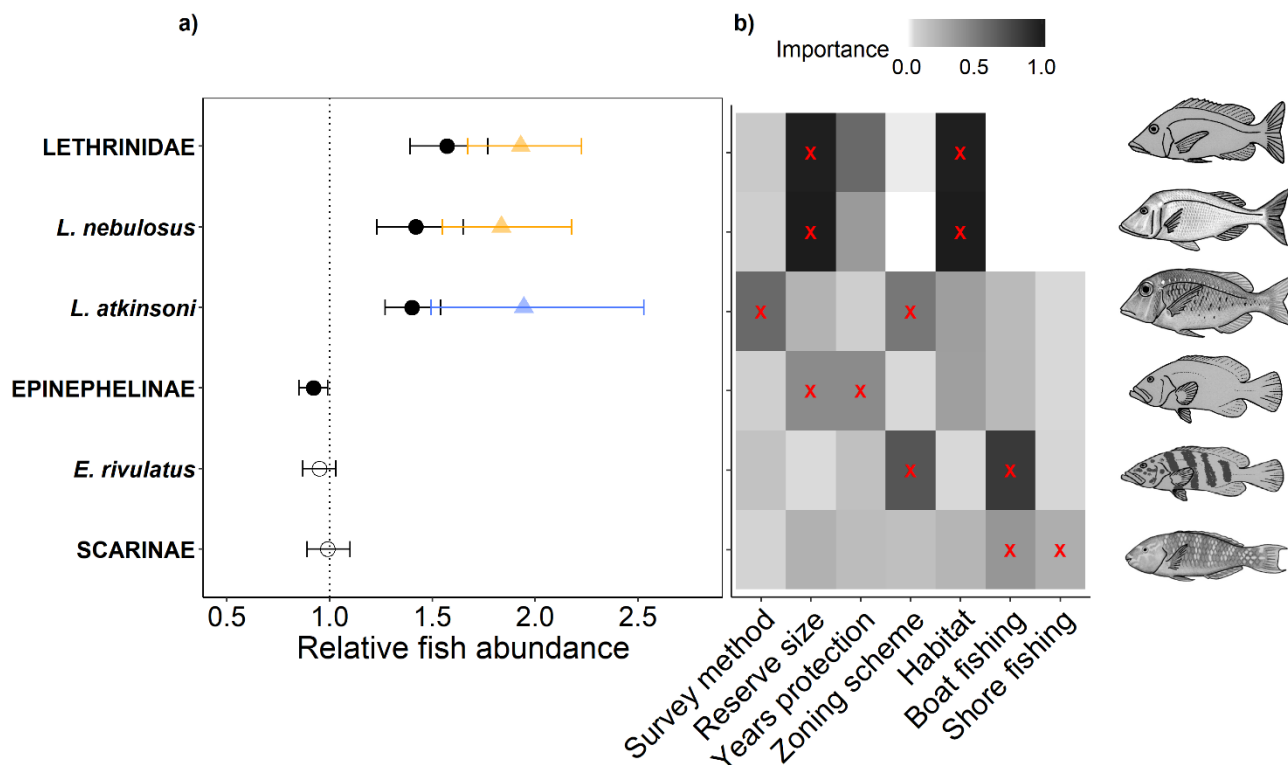 a)
b)
Importance
0.0 0.5 1.0
LETHRINIDAE
L. nebulosus
L. atkinsoni
EPINEPHELINAE
E. rivulatus
SCARINAE
X X
X X
X X
X X
X X
X X
0.5 1.0 1.5 2.0 2.5
Relative fish abundance
Survey method
Reserve size
Years protection
Zoning scheme
Habitat
Boat fishing
Shore fishing